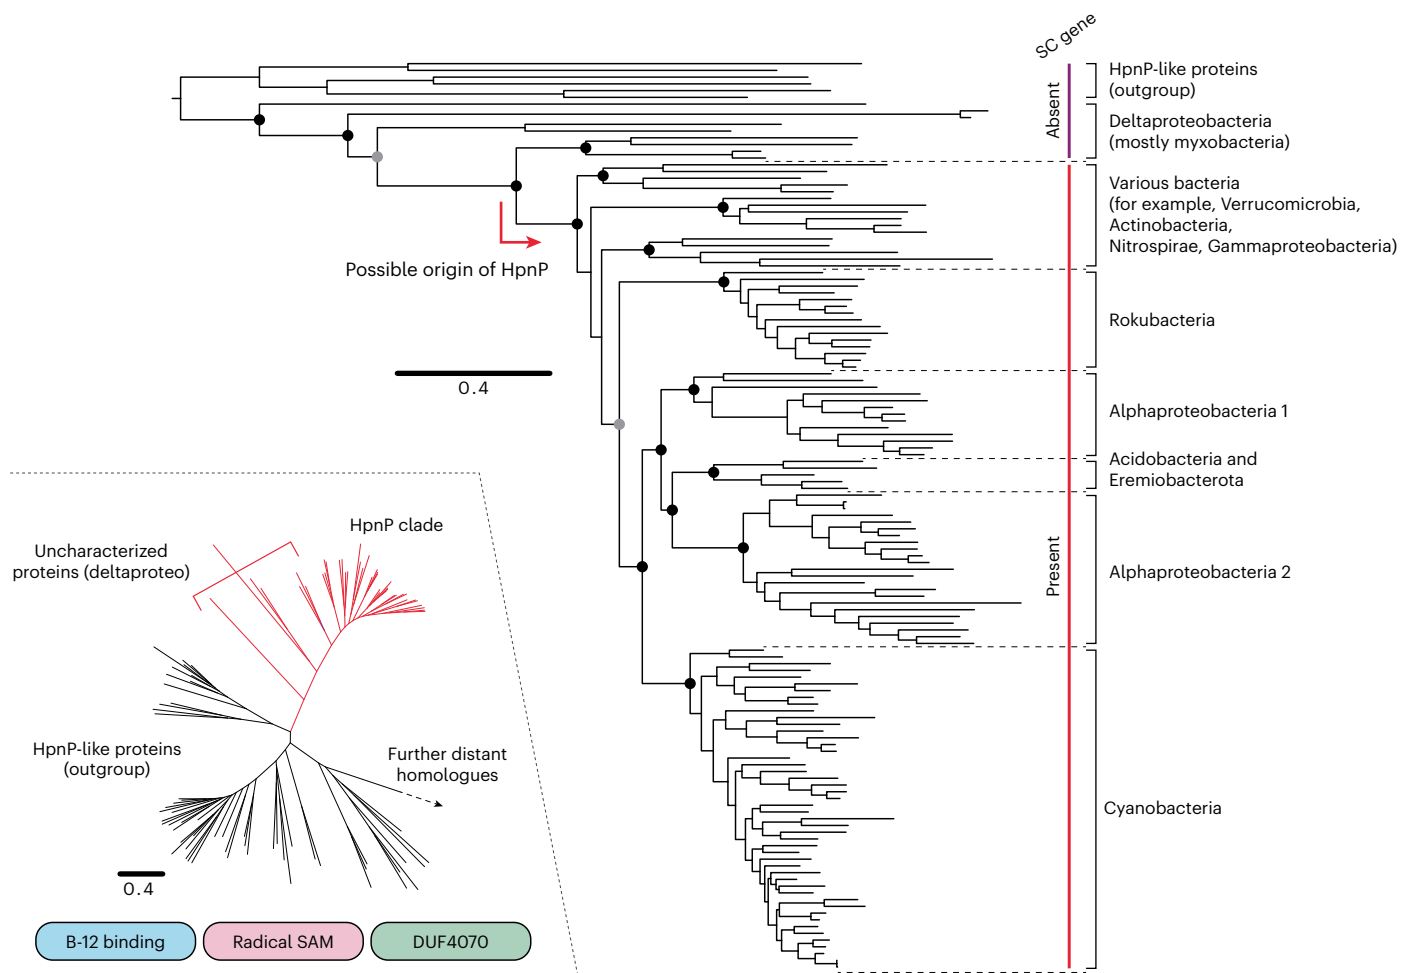 SC gene
Absent
HpnP-like proteins
(outgroup)
Deltaproteobacteria
(mostly myxobacteria)
Various bacteria
(for example, Verrucomicrobia,
Actinobacteria,
Nitrospirae, Gammaproteobacteria)
Possible origin of HpnP
Rokubacteria
0.4
Alphaproteobacteria 1
Acidobacteria and
Eremiobacterota
Present
Alphaproteobacteria 2
Cyanobacteria
HpnP clade
Uncharacterized
proteins (deltaproteo)
HpnP-like proteins
(outgroup)
Further distant
homologues
0.4
B-12 binding
Radical SAM
DUF4070